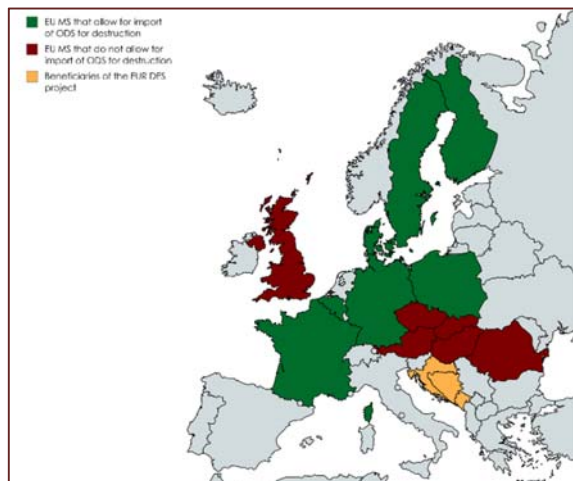 EU MS that allow for import
of ODS for destruction
EU MS that do not allow for
import of ODS for destruction
Beneficiaries of the EUR DES
project